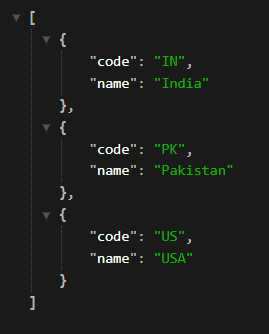 [
{
"code": "IN",
"name": "India"
},
{
"code": "PK",
"name": "Pakistan"
},
{
"code": "US",
"name": "USA"
}
]